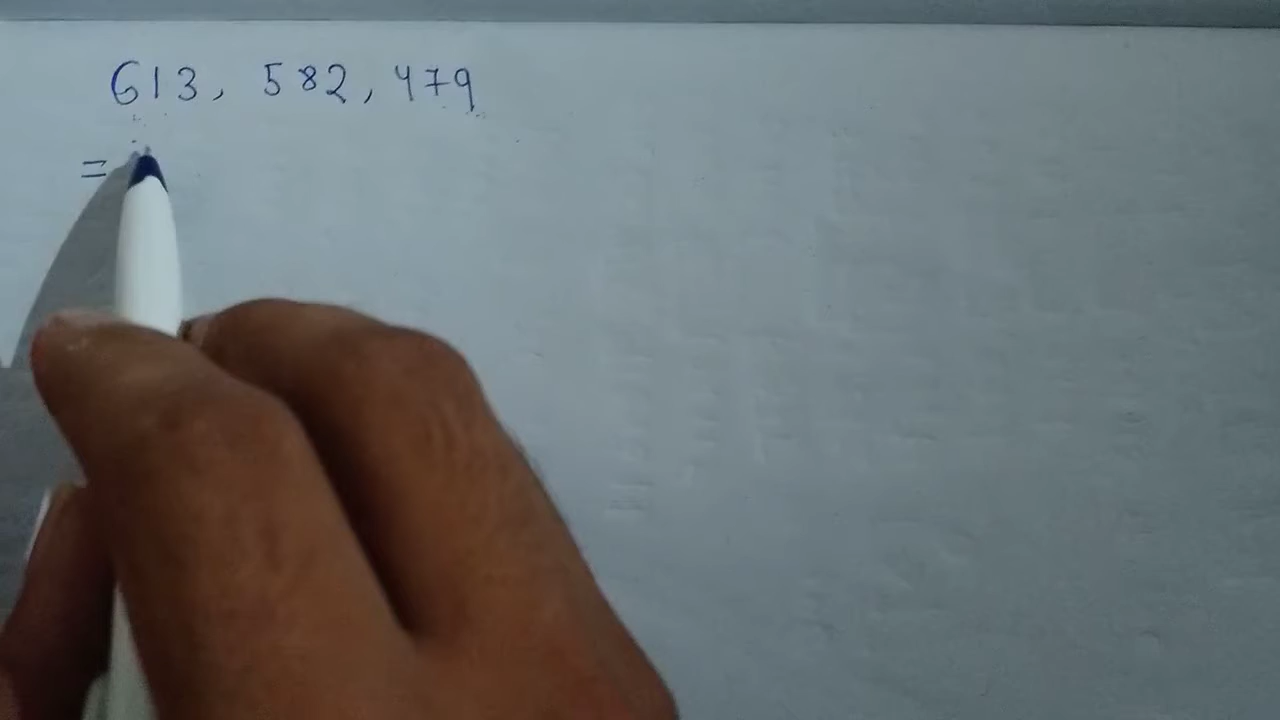 613, 582, 479
=